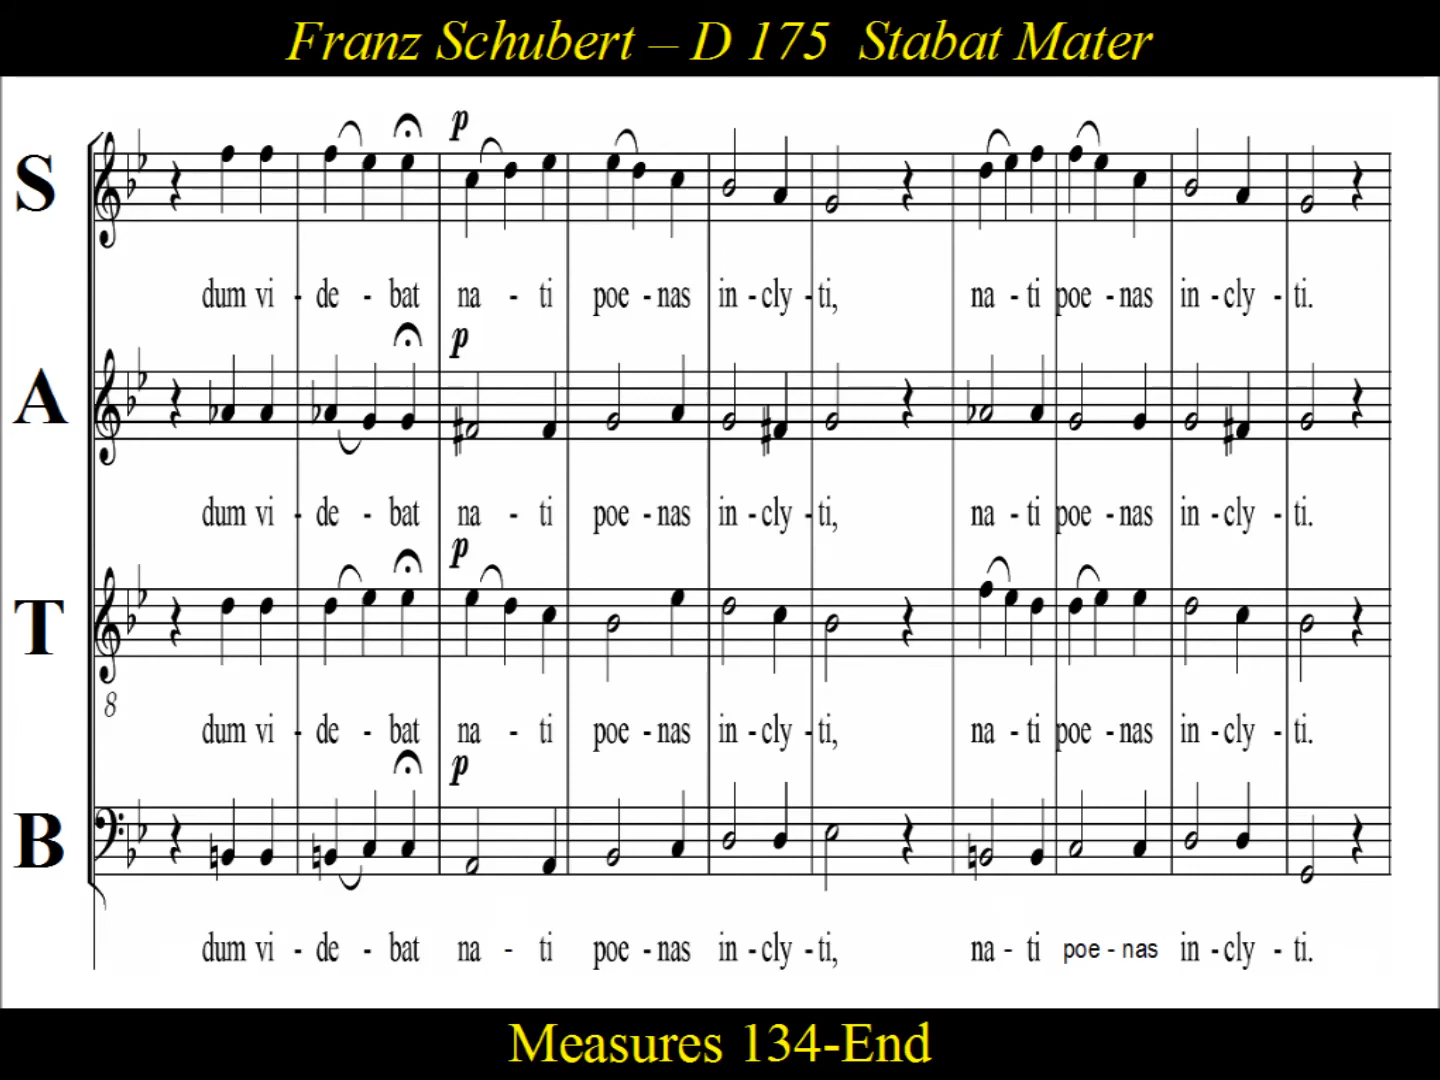 Franz Schubert – D 175 Stabat Mater
p
S
dum vi - de - bat na - ti poe - nas in - cly - ti, na - ti poe - nas in - cly - ti.
p
A
dum vi - de - bat na - ti poe - nas in - cly - ti, na - ti poe - nas in - cly - ti.
p
T
8
dum vi - de - bat na - ti poe - nas in - cly - ti, na - ti poe - nas in - cly - ti.
p
B
dum vi - de - bat na - ti poe - nas in - cly - ti, na - ti poe - nas in - cly - ti.
Measures 134-End